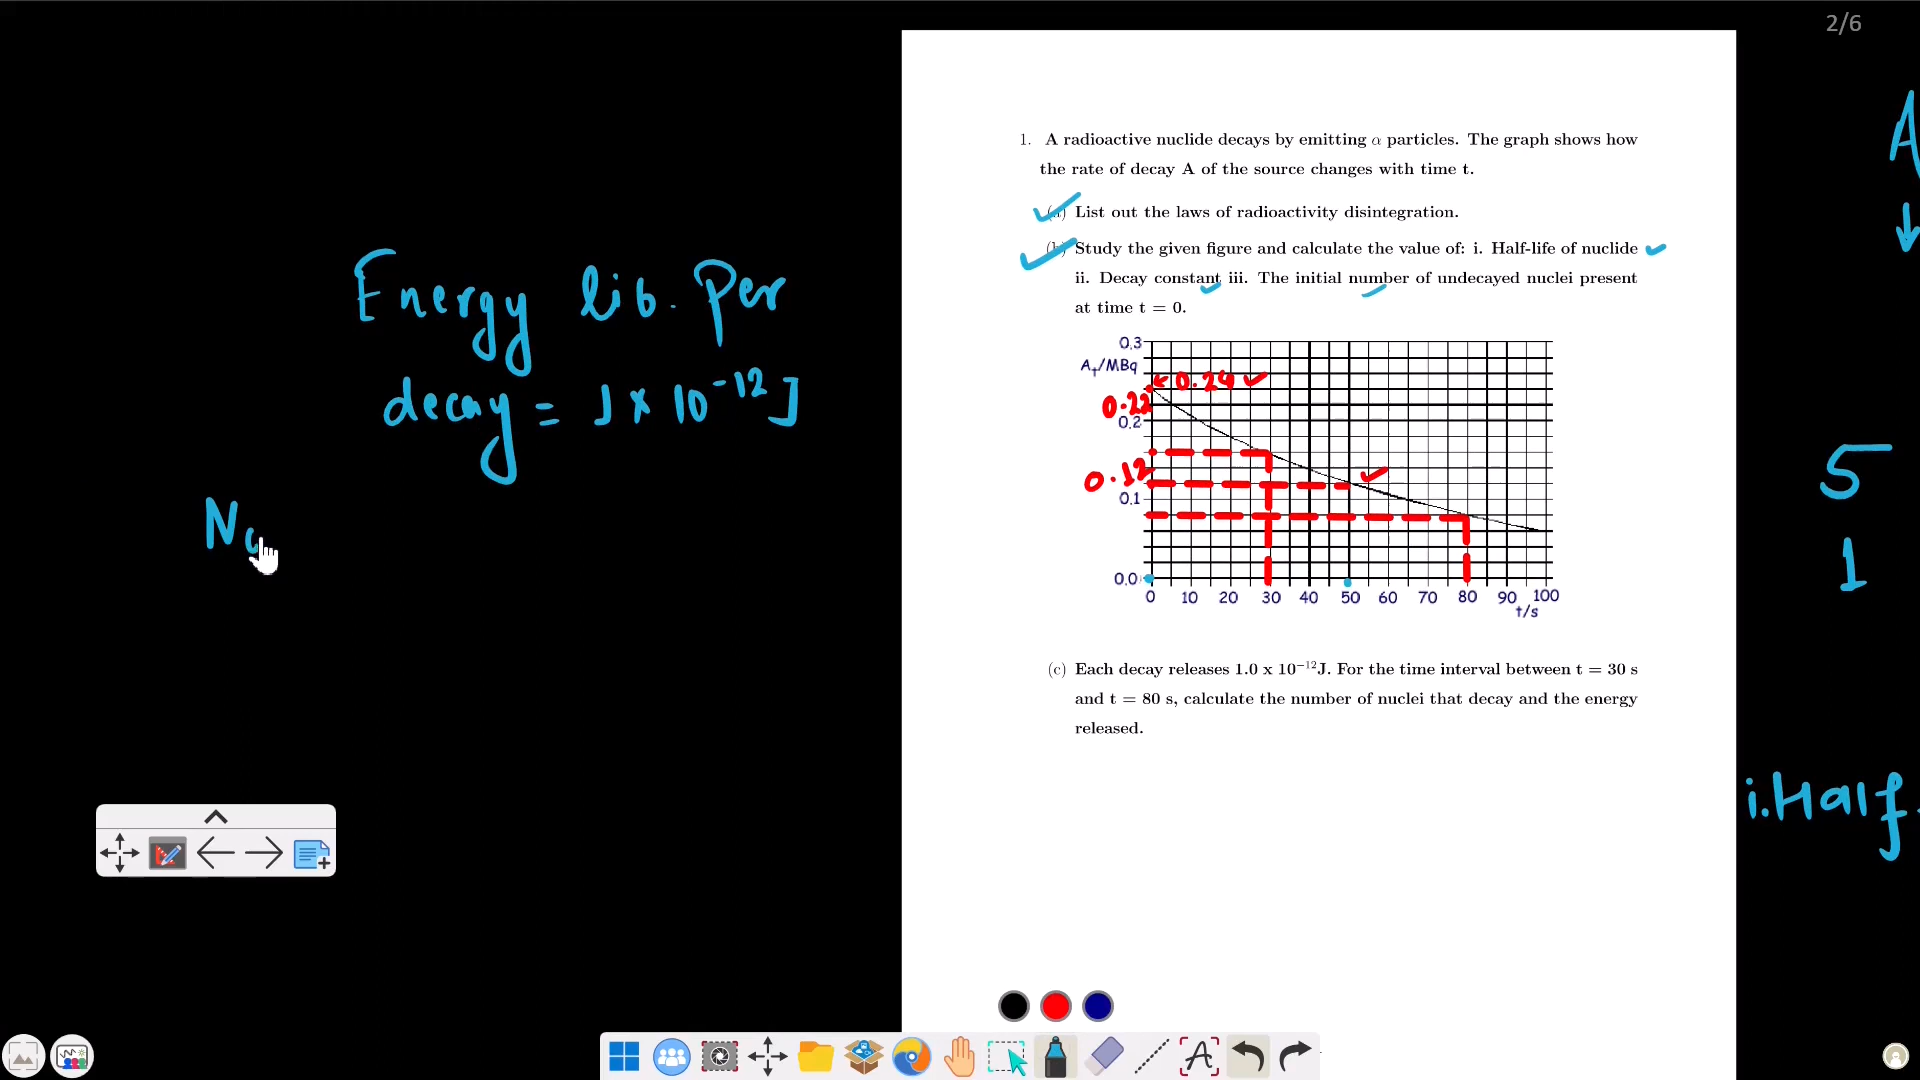 2/6
Energy lib. Per
decay = 1 x 10⁻¹² J
1. A radioactive nuclide decays by emitting α particles. The graph shows how
the rate of decay A of the source changes with time t.
List out the laws of radioactivity disintegration.
Study the given figure and calculate the value of: i. Half-life of nuclide
ii. Decay constant iii. The initial number of undecayed nuclei present
at time t = 0.
0.3
Aₜ/MBq
0.24
0.22
0.2
0.12
0.1
0.0
0 10 20 30 40 50 60 70 80 90 100
t/s
(c) Each decay releases 1.0 x 10⁻¹²J. For the time interval between t = 30 s
and t = 80 s, calculate the number of nuclei that decay and the energy
released.
A
5
1
i. Half